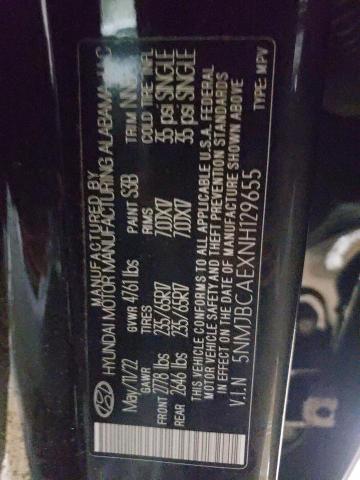 MANUFACTURED BY
HYUNDAI MOTOR MANUFACTURING ALABAMA, LLC
May/11/22 GVWR 4761 lbs PAINT S3B TRIM NNB
GAWR TIRES RIMS COLD TIRE INFL
FRONT 2778 lbs 235/65R17 7.0JX17 35 psi SINGLE
REAR 2646 lbs 235/65R17 7.0JX17 35 psi SINGLE
THIS VEHICLE CONFORMS TO ALL APPLICABLE U.S.A. FEDERAL
MOTOR VEHICLE SAFETY AND THEFT PREVENTION STANDARDS
IN EFFECT ON THE DATE OF MANUFACTURE SHOWN ABOVE
V.I.N 5NMJBCAEXNH129655 TYPE: MPV